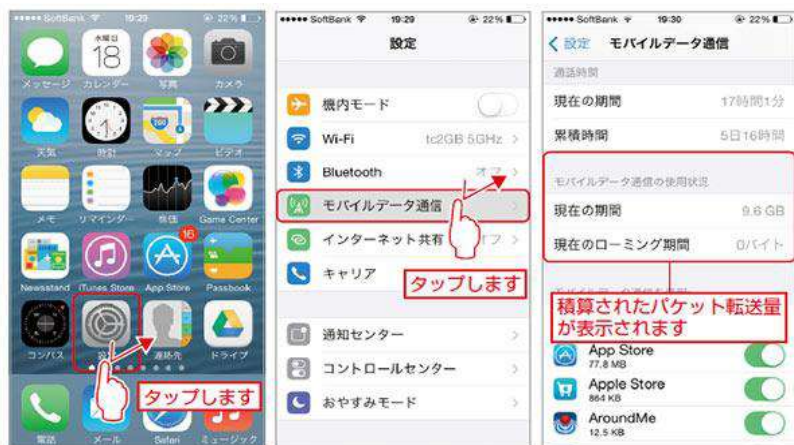 ●●●●● SoftBank 19:29 22%
水曜日
18
メッセージ カレンダー 写真 カメラ
天気 時計 マップ ビデオ
メモ リマインダー 株価 Game Center
16
Newsstand iTunes Store App Store Passbook
コンパス 設定 連絡先 ドライブ
タップします
電話 メール Safari ミュージック
●●●●● SoftBank 19:29 22%
設定
機内モード
Wi-Fi tc2GB 5GHz >
Bluetooth オフ >
モバイルデータ通信 >
インターネット共有 オフ >
キャリア
タップします
通知センター >
コントロールセンター >
おやすみモード >
●●●●● SoftBank 19:30 22%
< 設定 モバイルデータ通信
通話時間
現在の期間 17時間1分
累積時間 5日16時間
モバイルデータ通信の使用状況
現在の期間 9.6 GB
現在のローミング期間 0バイト
積算されたパケット転送量
が表示されます
App Store
77.8 MB
Apple Store
864 KB
AroundMe
12.5 KB